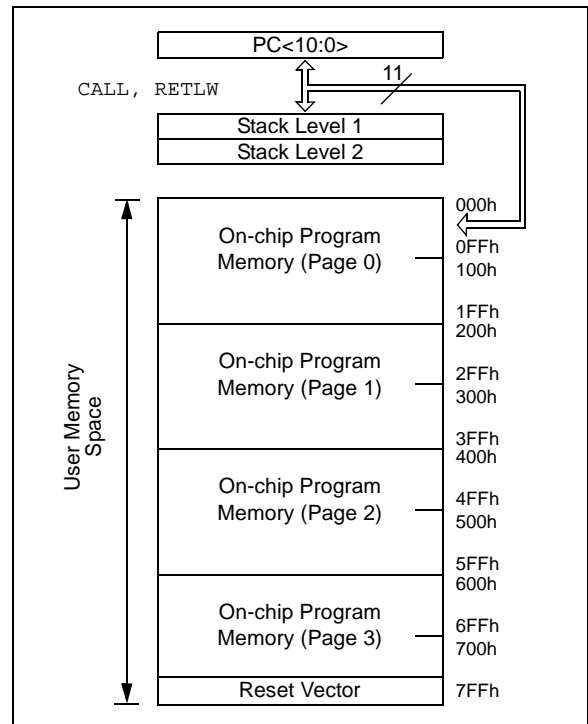 PC<10:0>
CALL, RETLW
11
Stack Level 1
Stack Level 2
User Memory
Space
000h
On-chip Program
Memory (Page 0)
0FFh
100h
1FFh
200h
On-chip Program
Memory (Page 1)
2FFh
300h
3FFh
400h
On-chip Program
Memory (Page 2)
4FFh
500h
5FFh
600h
On-chip Program
Memory (Page 3)
6FFh
700h
Reset Vector
7FFh